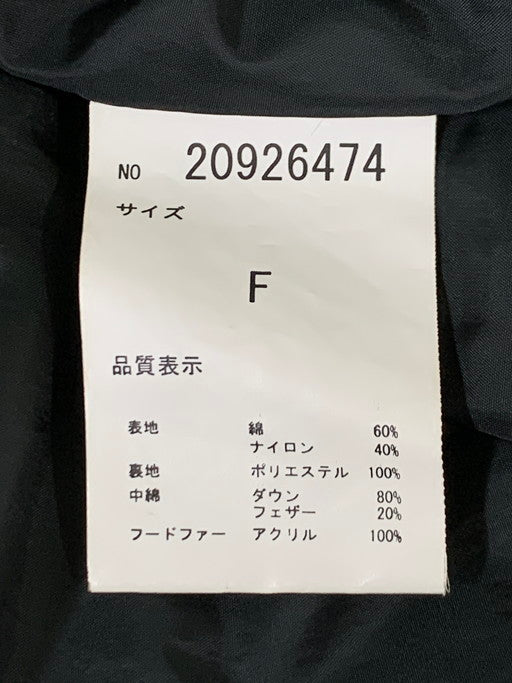 NO 20926474
サイズ
F
品質表示
表地 綿 60%
ナイロン 40%
裏地 ポリエステル 100%
中綿 ダウン 80%
フェザー 20%
フードファー アクリル 100%